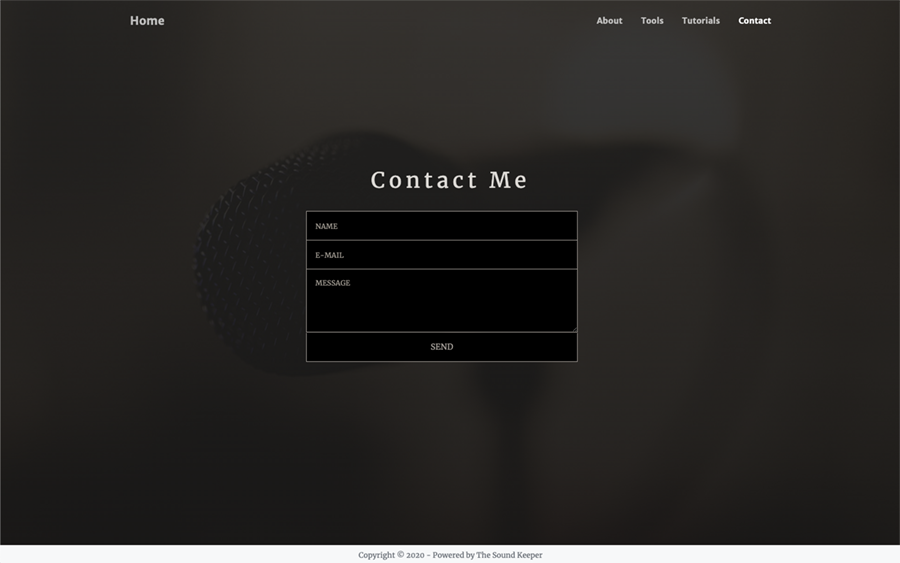 Home
About Tools Tutorials Contact
Contact Me
NAME
E-MAIL
MESSAGE
SEND
Copyright © 2020 - Powered by The Sound Keeper